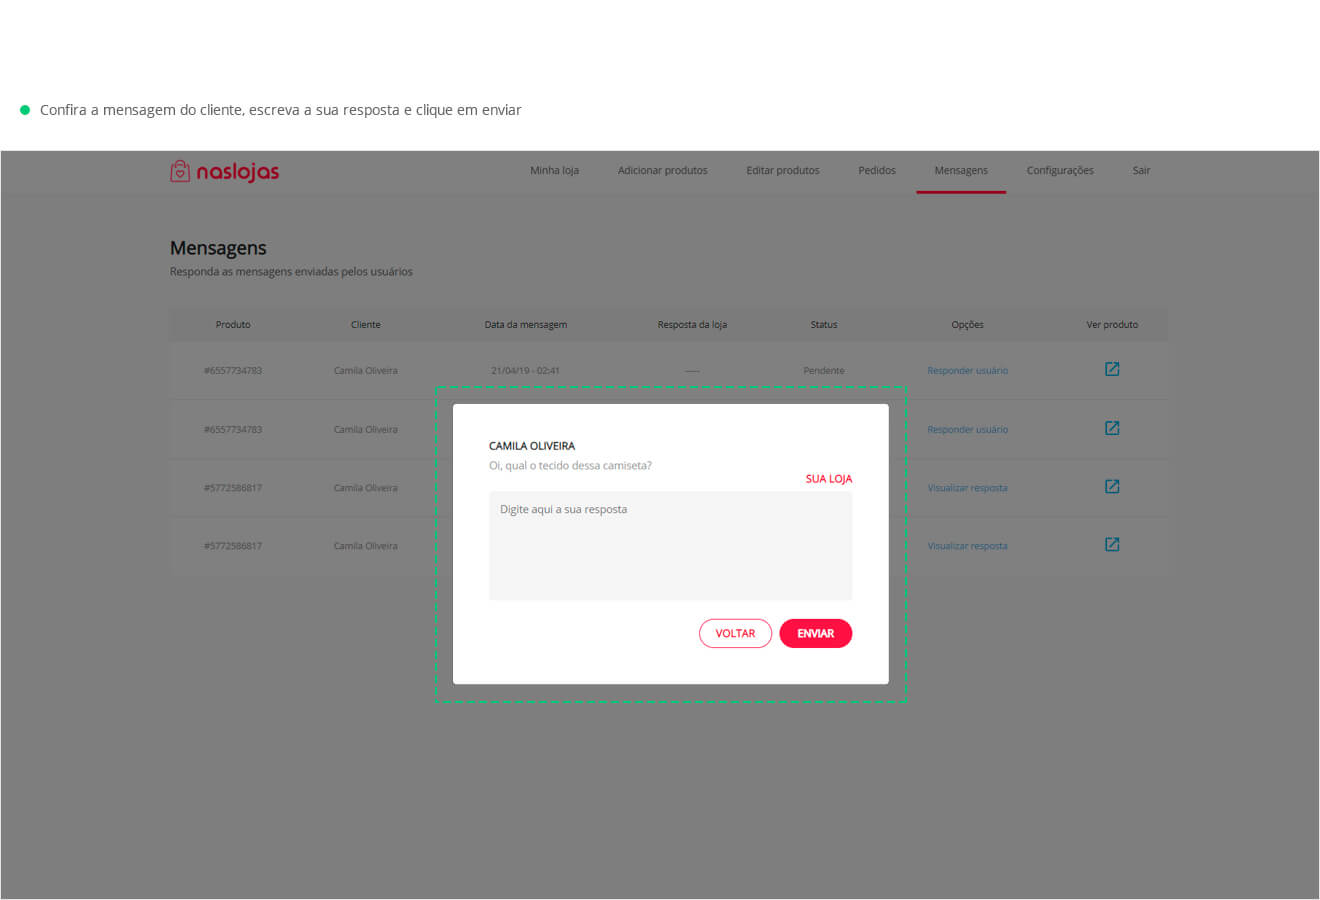 Confira a mensagem do cliente, escreva a sua resposta e clique em enviar
naslojas Minha loja Adicionar produtos Editar produtos Pedidos Mensagens Configurações Sair
Mensagens
Responda as mensagens enviadas pelos usuários
Produto Cliente Data da mensagem Resposta da loja Status Opções Ver produto
#6557734783 Camila Oliveira 21/04/19 - 02:41 ----- Pendente Responder usuário
#6557734783 Camila Oliveira Responder usuário
#5772586817 Camila Oliveira Visualizar resposta
#5772586817 Camila Oliveira Visualizar resposta
CAMILA OLIVEIRA
Oi, qual o tecido dessa camiseta?
SUA LOJA
Digite aqui a sua resposta
VOLTAR ENVIAR